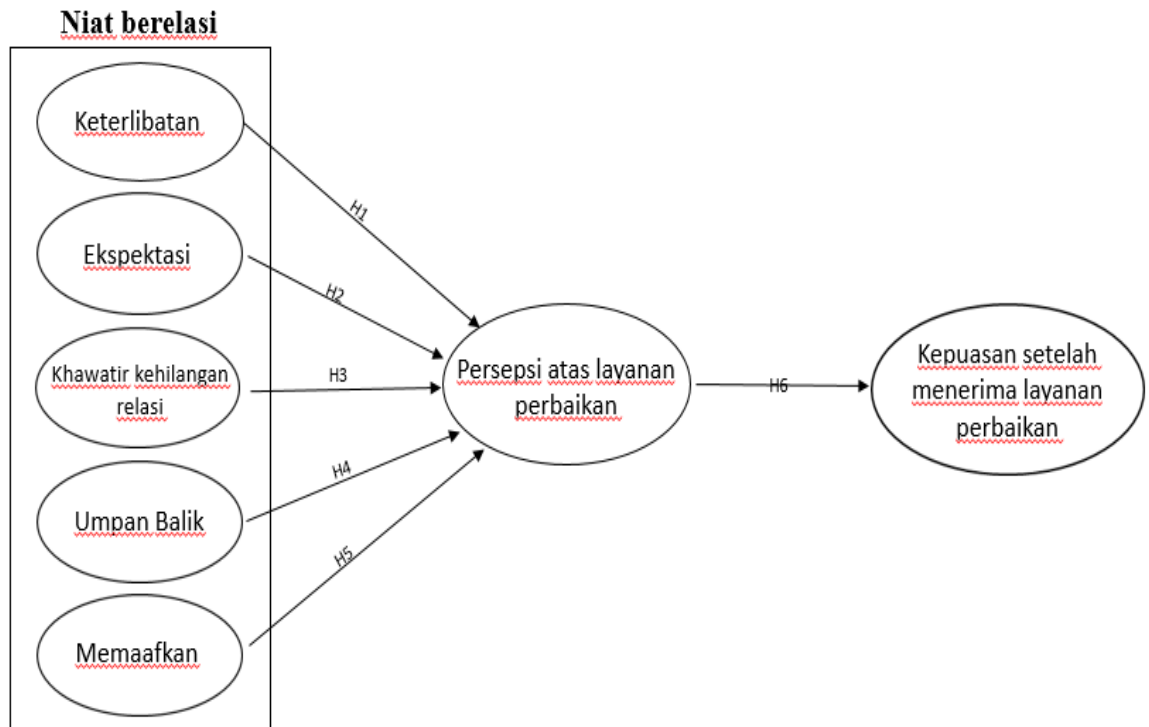 Niat berelasi
Keterlibatan
H1
Ekspektasi
H2
Khawatir kehilangan
relasi
H3
Umpan Balik
H4
Memaafkan
H5
Persepsi atas layanan
perbaikan
H6
Kepuasan setelah
menerima layanan
perbaikan